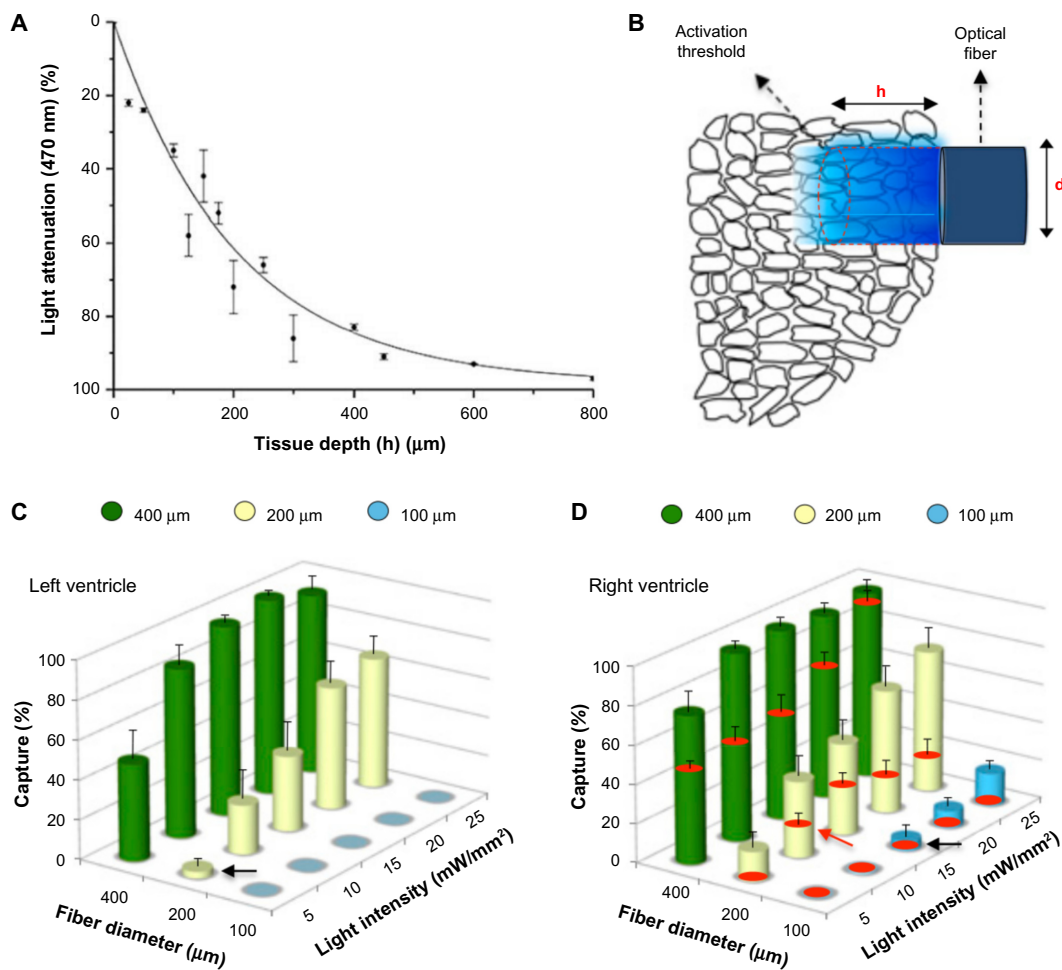 A
0
20
40
60
80
100
Light attenuation (470 nm) (%)
0
200
400
600
800
Tissue depth (h) (μm)
B
Activation
threshold
Optical
fiber
h
d
C
400 μm
200 μm
100 μm
Left ventricle
100
80
60
40
20
0
Capture (%)
400
200
100
Fiber diameter (μm)
5
10
15
20
25
Light intensity (mW/mm²)
D
400 μm
200 μm
100 μm
Right ventricle
100
80
60
40
20
0
Capture (%)
400
200
100
Fiber diameter (μm)
5
10
15
20
25
Light intensity (mW/mm²)